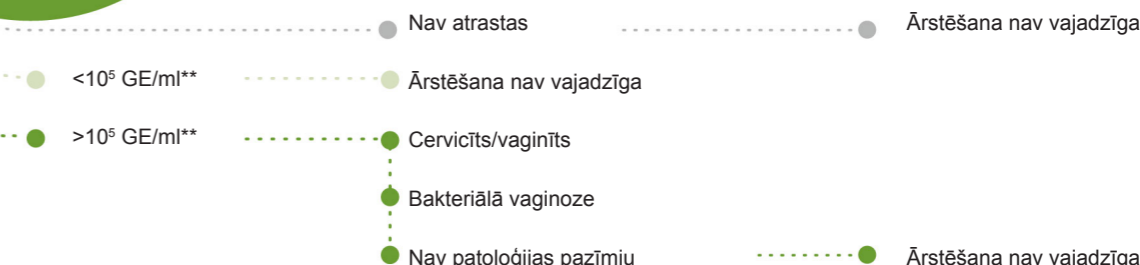 Nav atrastas Ārstēšana nav vajadzīga
<10⁵ GE/ml** Ārstēšana nav vajadzīga
>10⁵ GE/ml** Cervicīts/vaginīts
Bakteriālā vaginoze
Nav patoloģijas pazīmju Ārstēšana nav vajadzīga